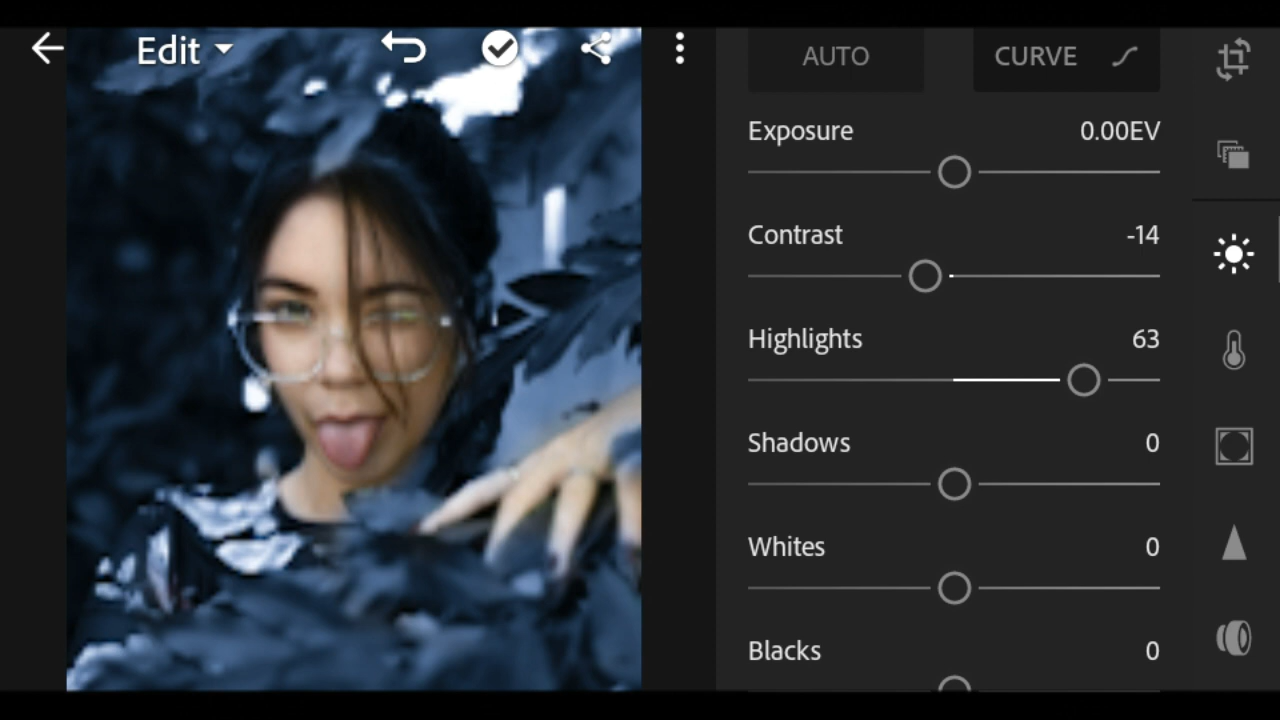 Edit
AUTO
CURVE
Exposure 0.00EV
Contrast -14
Highlights 63
Shadows 0
Whites 0
Blacks 0